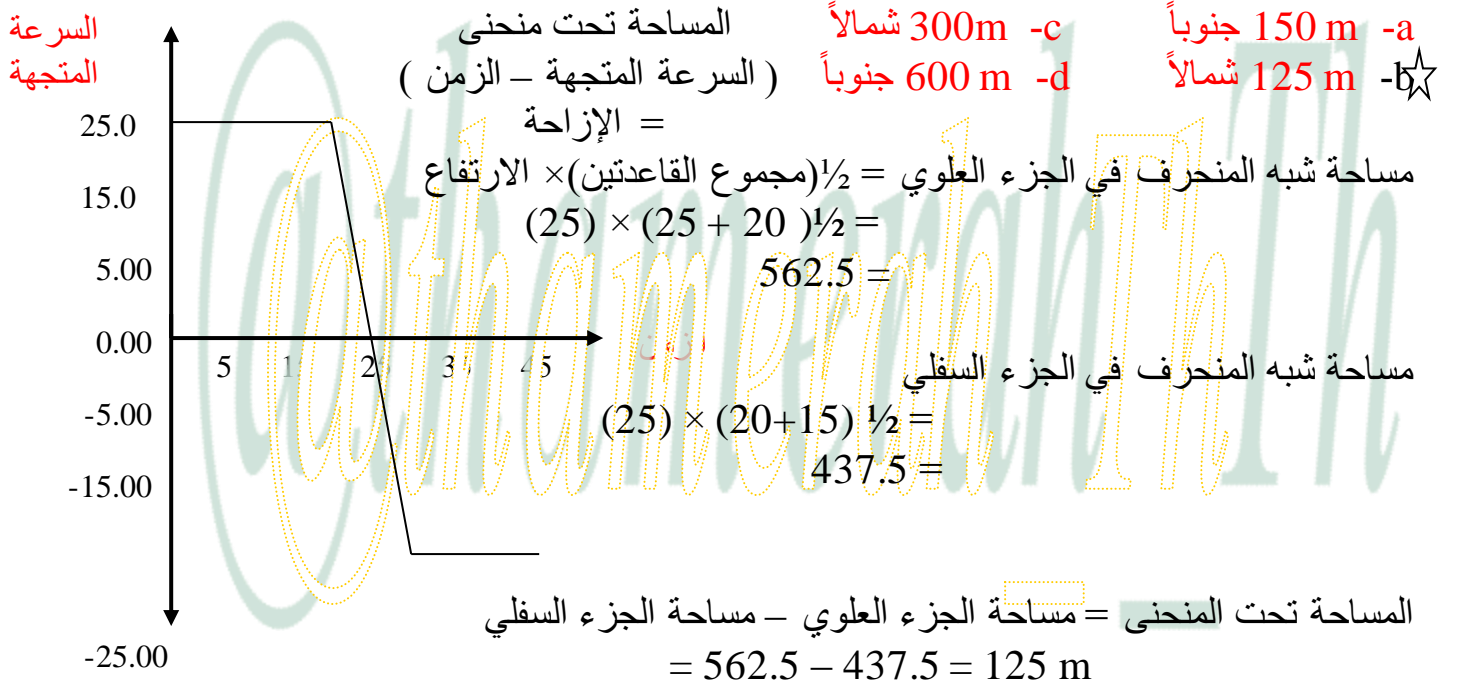 a- 150 m جنوباً
c- 300m شمالاً
b- 125 m شمالاً
d- 600 m جنوباً
المساحة تحت منحنى
( السرعة المتجهة – الزمن )
= الإزاحة
السرعة
المتجهة
مساحة شبه المنحرف في الجزء العلوي = ½(مجموع القاعدتين)× الارتفاع
= ½( 20 + 25) × (25)
= 562.5
مساحة شبه المنحرف في الجزء السفلي
= ½ (20+15) × (25)
= 437.5
المساحة تحت المنحنى = مساحة الجزء العلوي – مساحة الجزء السفلي
= 562.5 – 437.5 = 125 m
25.0
15.0
5.00
0.00
-5.00
-15.00
-25.00
5
@thamerahTh